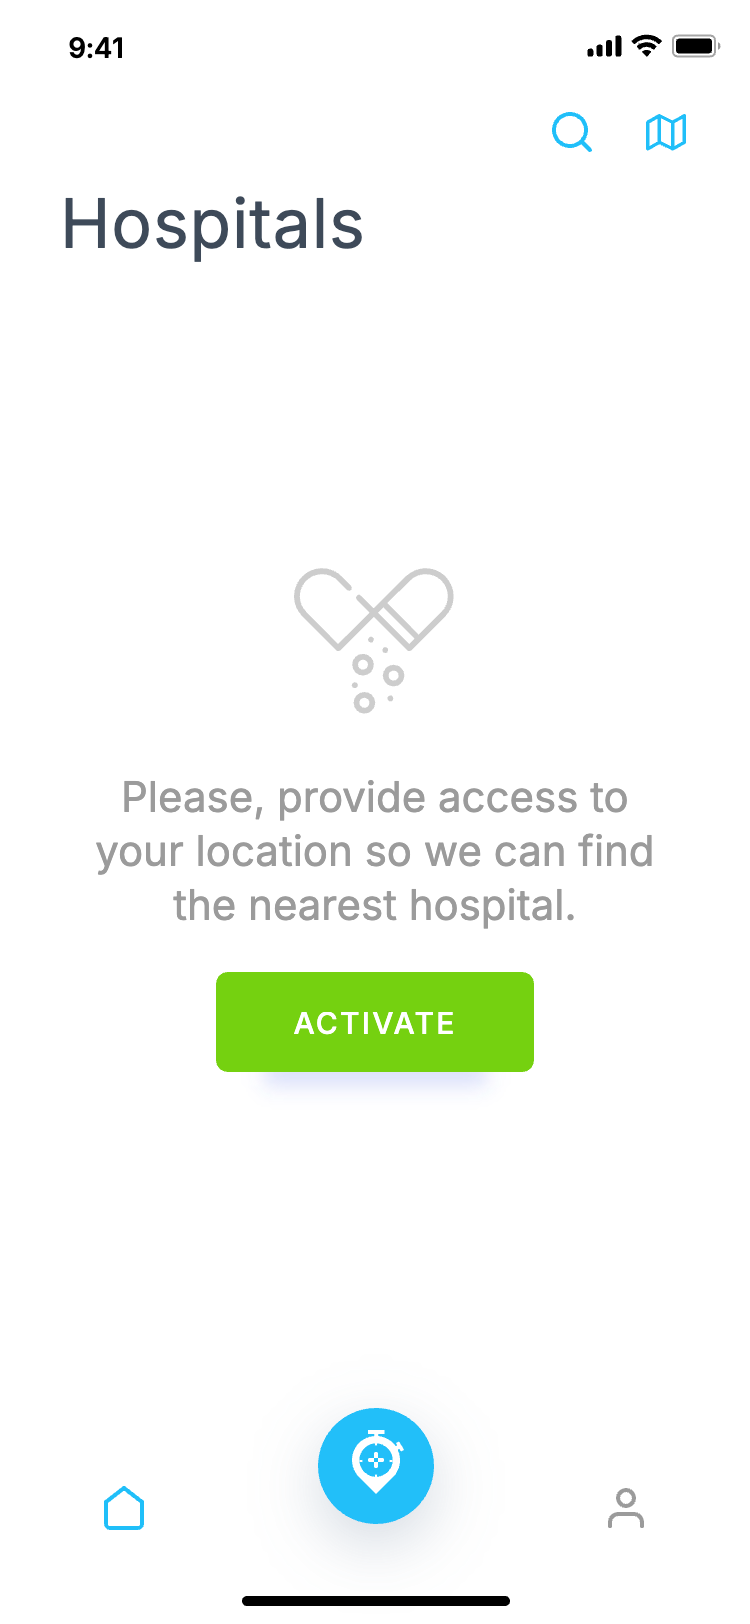 9:41
Hospitals
Please, provide access to
your location so we can find
the nearest hospital.
ACTIVATE